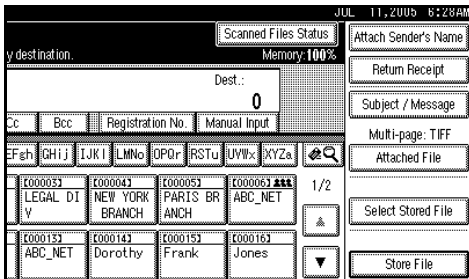 JUL 11,2005 6:28AM
Scanned Files Status
Attach Sender's Name
y destination.
Memory:100%
Return Receipt
Dest.:
0
Subject / Message
Cc
Bcc
Registration No.
Manual Input
Multi-page: TIFF
Attached File
EFgh
GHij
IJKl
LMNo
OPQr
RSTu
UVWx
XYZa
[00003]
LEGAL DI
V
[00004]
NEW YORK
BRANCH
[00005]
PARIS BR
ANCH
[00006]
ABC_NET
1/2
Select Stored File
[00013]
ABC_NET
[00014]
Dorothy
[00015]
Frank
[00016]
Jones
Store File